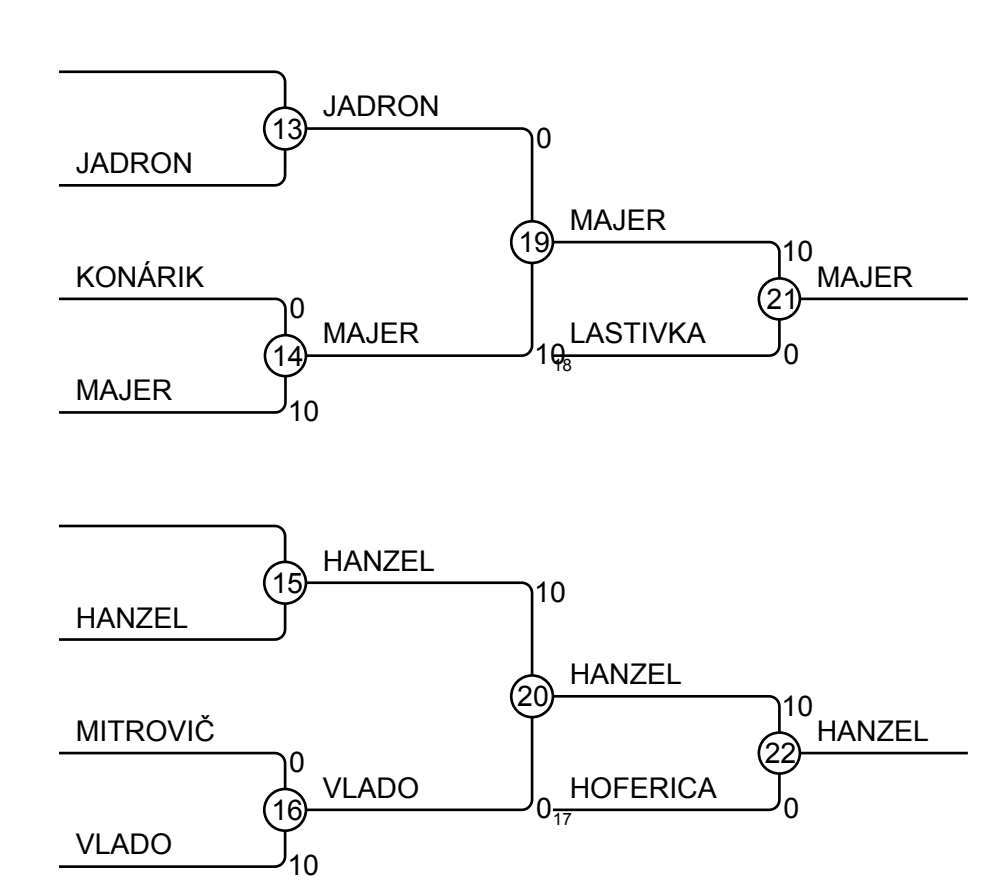 JADRON
13
JADRON
0
KONÁRIK
0
14
MAJER
MAJER
10
10
19
MAJER
10
LASTIVKA
18
0
21
MAJER
HANZEL
15
HANZEL
10
MITROVIČ
0
16
VLADO
VLADO
10
0
20
HANZEL
10
HOFERICA
17
0
22
HANZEL